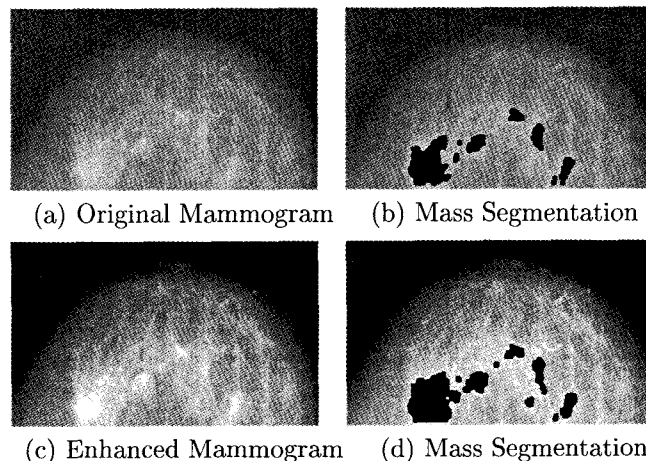 (a) Original Mammogram
(b) Mass Segmentation
(c) Enhanced Mammogram
(d) Mass Segmentation